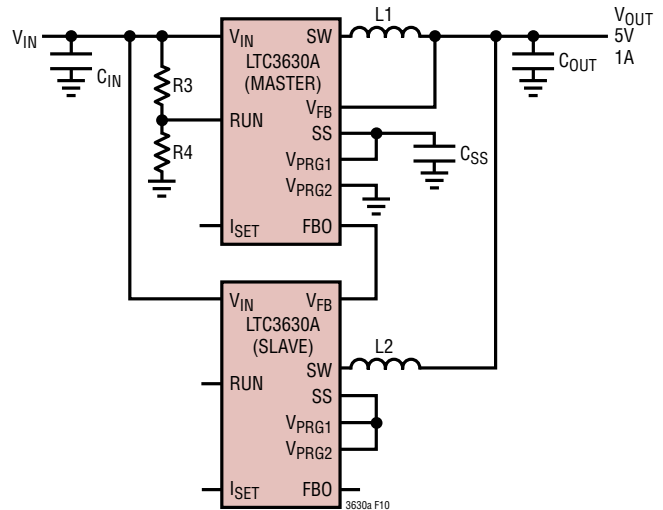 VIN
CIN
R3
R4
VIN
LTC3630A
(MASTER)
RUN
ISET
SW
VFB
SS
VPRG1
VPRG2
FBO
L1
CSS
COUT
VOUT
5V
1A
VIN
LTC3630A
(SLAVE)
RUN
ISET
VFB
SW
SS
VPRG1
VPRG2
FBO
L2
3630a F10